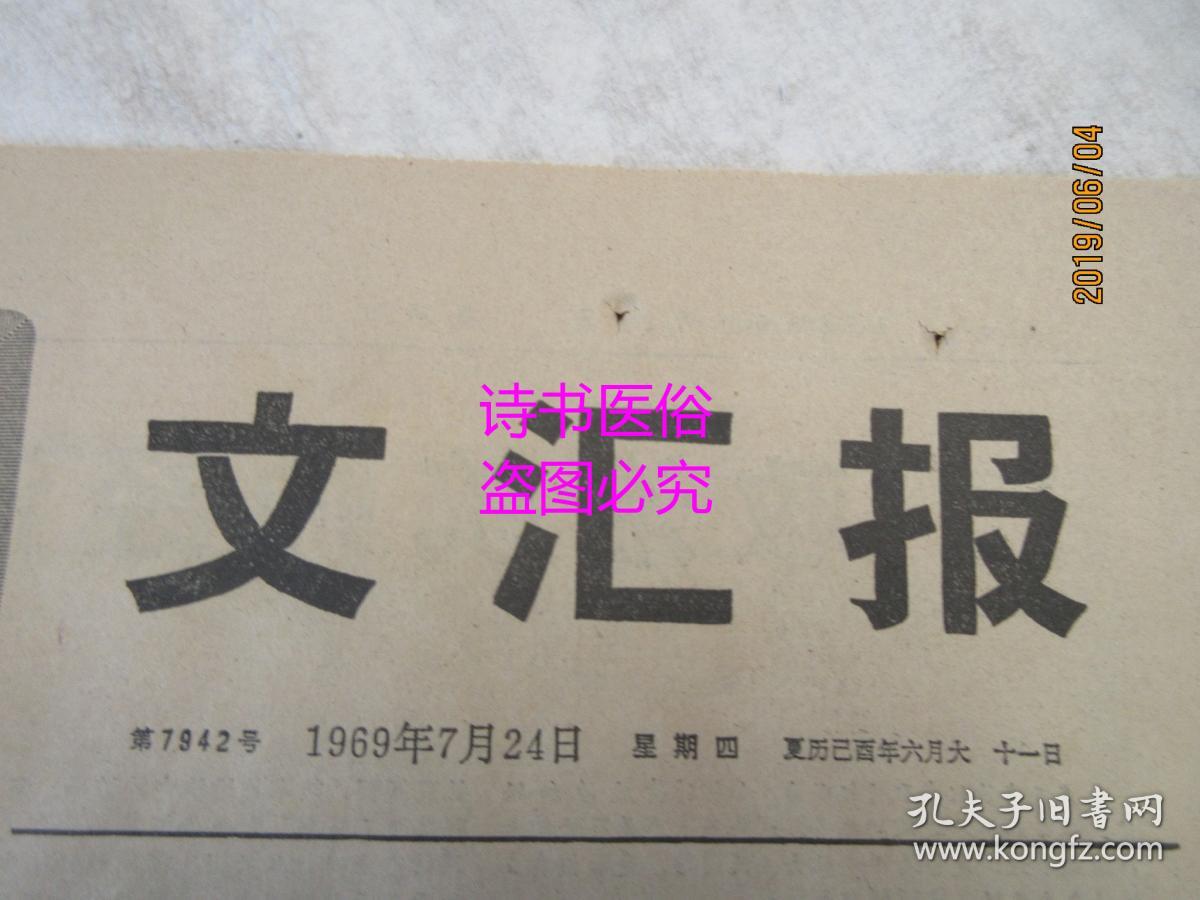 2019/06/04
文汇报
诗书医俗
盗图必究
第7942号 1969年7月24日 星期四 夏历己酉年六月大 十一日
孔夫子旧书网
www.kongfz.com